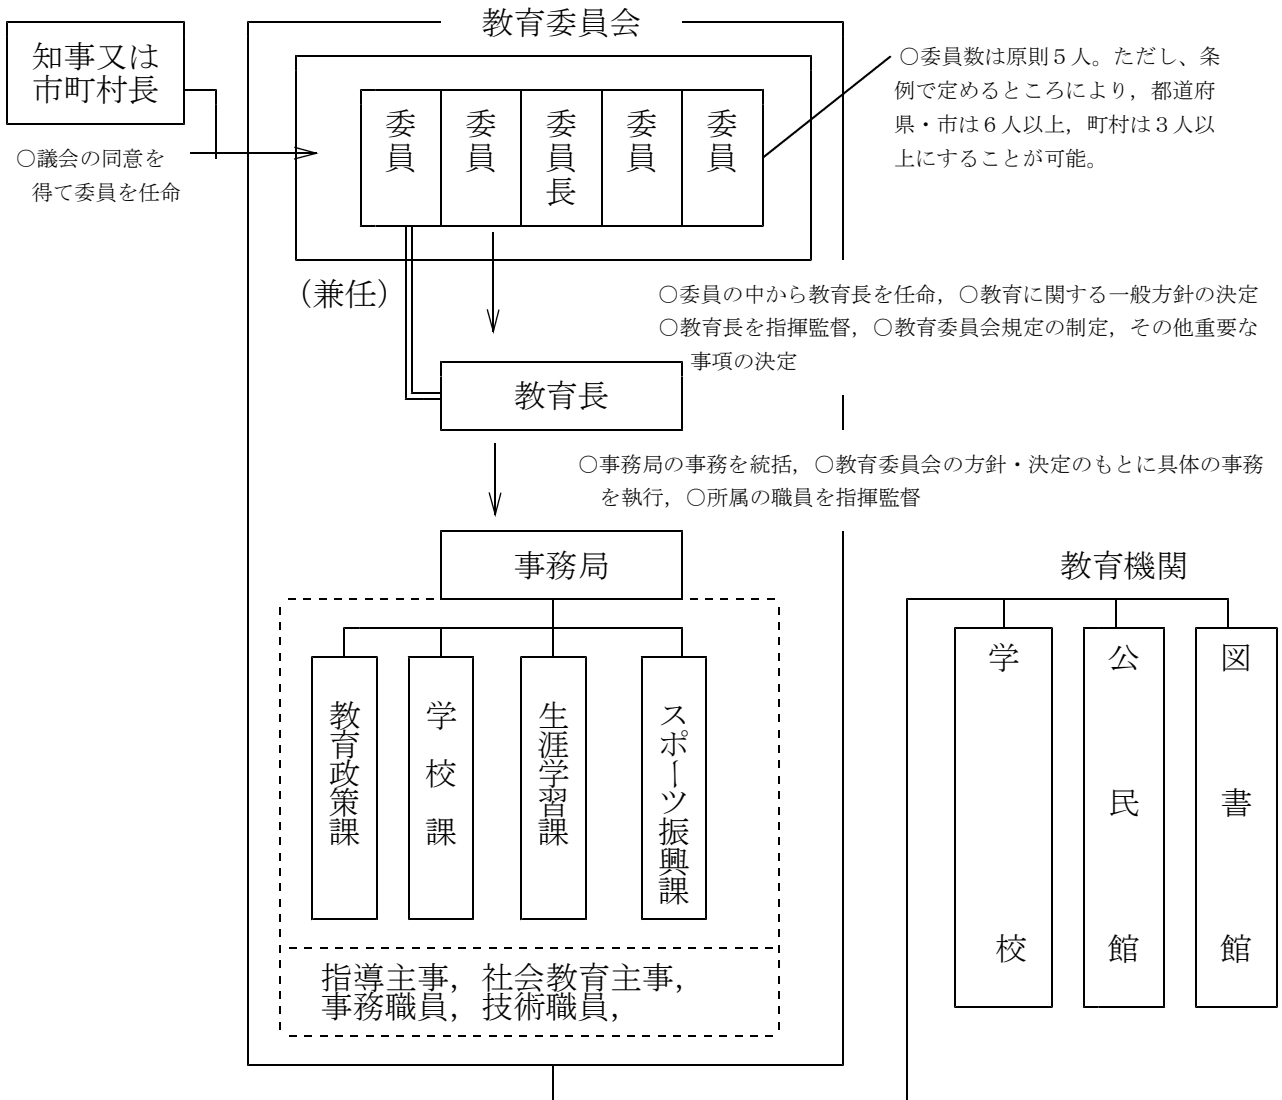 教育委員会
知事又は
市町村長
○議会の同意を
得て委員を任命
委員
委員
委員長
委員
委員
○委員数は原則５人。ただし、条
例で定めるところにより，都道府
県・市は６人以上，町村は３人以
上にすることが可能。
（兼任）
○委員の中から教育長を任命，○教育に関する一般方針の決定
○教育長を指揮監督，○教育委員会規定の制定，その他重要な
事項の決定
教育長
○事務局の事務を統括，○教育委員会の方針・決定のもとに具体の事務
を執行，○所属の職員を指揮監督
事務局
教育政策課
学校課
生涯学習課
スポーツ振興課
指導主事，社会教育主事，
事務職員，技術職員，
教育機関
学校
公民館
図書館